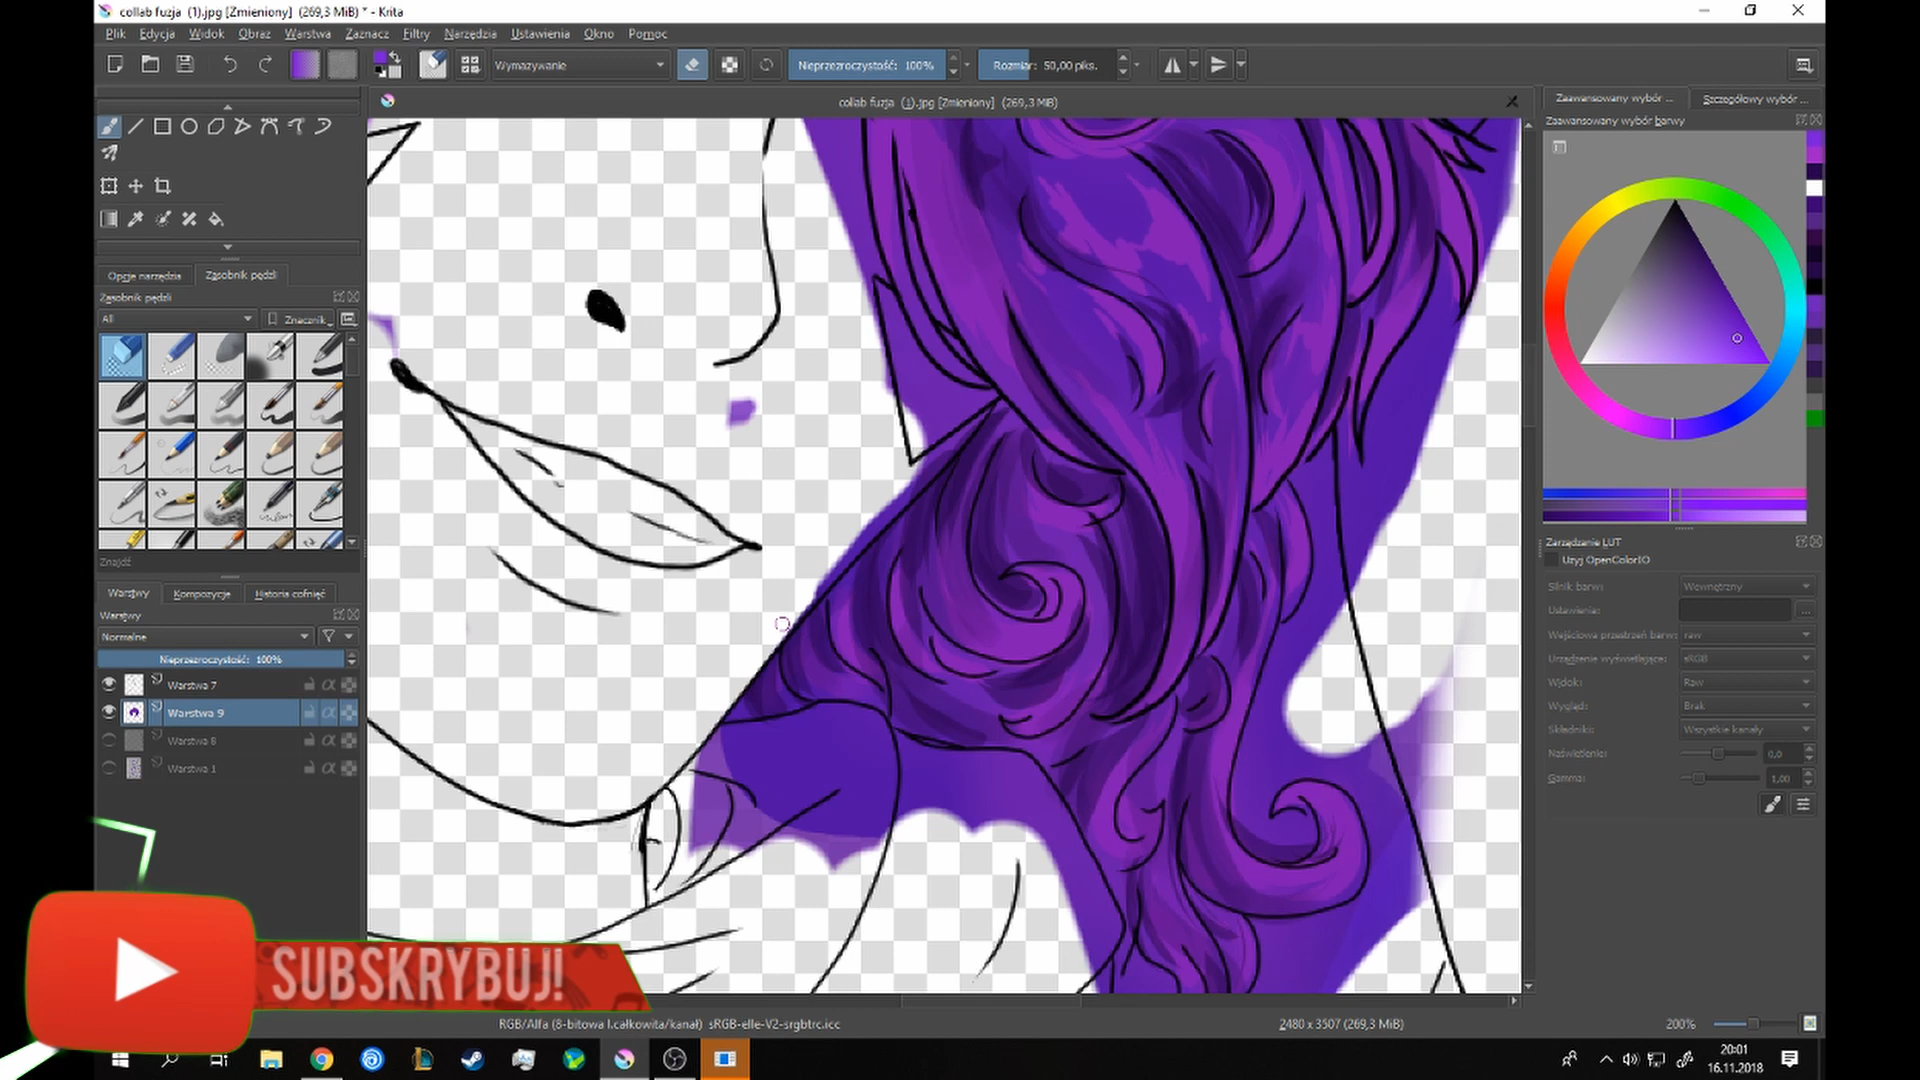 collab fuzja (1).jpg [Zmieniony] (269,3 MiB) * - Krita
Plik Edycja Widok Obraz Warstwa Zaznacz Filtry Narzędzia Ustawienia Okno Pomoc
Wymazywanie Nieprzezroczystość: 100% Rozmiar: 50,00 piks.
collab fuzja (1).jpg [Zmieniony] (269,3 MiB)
Zaawansowany wybór ... Szczegółowy wybór ...
Zaawansowany wybór barwy
Opcje narzędzia Zasobnik pędzli
Zasobnik pędzli
All Znacznik
Znajdź
Warstwy Kompozycje Historia cofnięć
Warstwy
Normalne
Nieprzezroczystość: 100%
Warstwa 7
Warstwa 9
Warstwa 8
Warstwa 1
Zarządzanie LUT
Użyj OpenColorIO
Silnik barw: Wewnętrzny
Ustawienia: ...
Wejściowa przestrzeń barw: raw
Urządzenie wyświetlające: sRGB
Widok: Raw
Wygląd: Brak
Składniki: Wszystkie kanały
Naświetlenie: 0,0
Gamma: 1,00
SUBSKRYBUJ!
RGB/Alfa (8-bitowa l.całkowita/kanał) sRGB-elle-V2-srgbtrc.icc
2480 x 3507 (269,3 MiB)
200%
20:01
16.11.2018